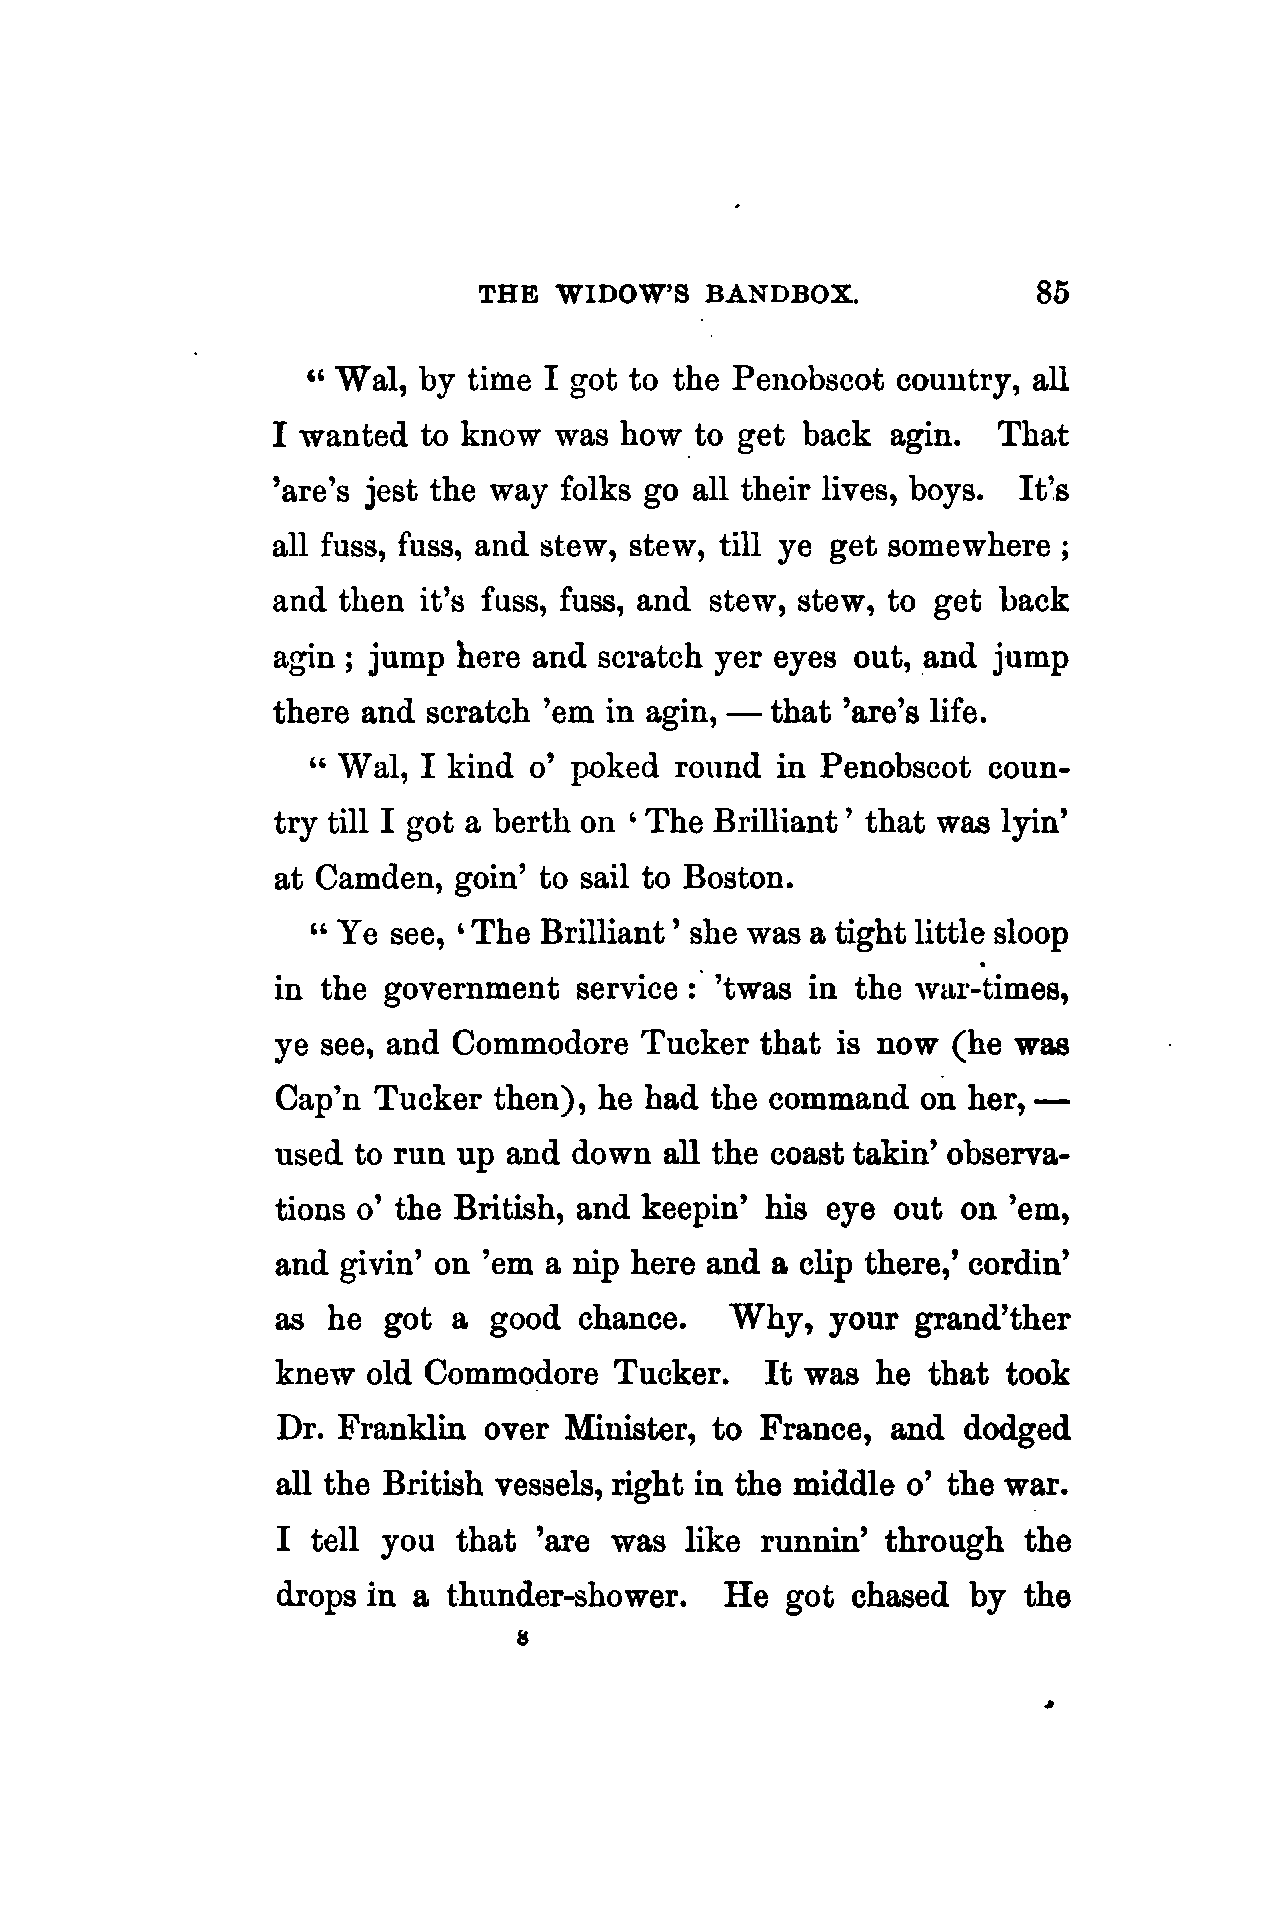 THE WIDOW'S BANDBOX. 85
“ Wal, by time I got to the Penobscot country, all
I wanted to know was how to get back agin. That
’are’s jest the way folks go all their lives, boys. It’s
all fuss, fuss, and stew, stew, till ye get somewhere ;
and then it’s fuss, fuss, and stew, stew, to get back
agin ; jump here and scratch yer eyes out, and jump
there and scratch ’em in agin, — that ’are’s life.
“ Wal, I kind o’ poked round in Penobscot coun-
try till I got a berth on ‘ The Brilliant ’ that was lyin’
at Camden, goin’ to sail to Boston.
“ Ye see, ‘ The Brilliant ’ she was a tight little sloop
in the government service : ’twas in the war-times,
ye see, and Commodore Tucker that is now (he was
Cap’n Tucker then), he had the command on her, —
used to run up and down all the coast takin’ observa-
tions o’ the British, and keepin’ his eye out on ’em,
and givin’ on ’em a nip here and a clip there,’ cordin’
as he got a good chance. Why, your grand’ther
knew old Commodore Tucker. It was he that took
Dr. Franklin over Minister, to France, and dodged
all the British vessels, right in the middle o’ the war.
I tell you that ’are was like runnin’ through the
drops in a thunder-shower. He got chased by the
8